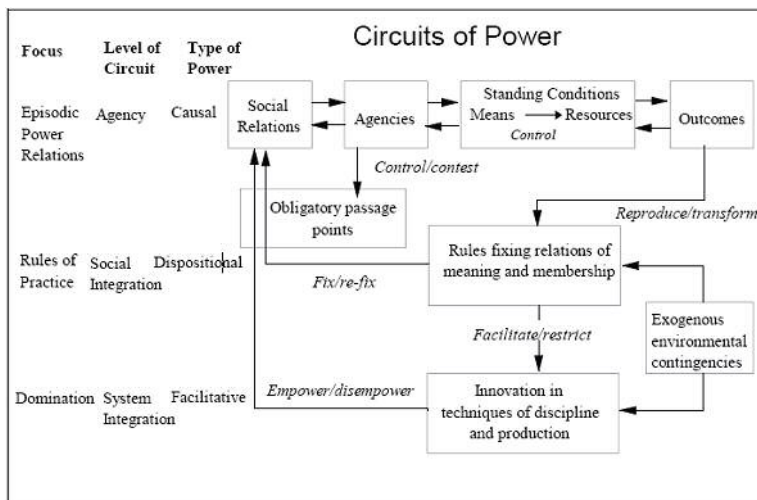 Circuits of Power
Focus
Level of
Circuit
Type of
Power
Episodic
Power
Relations
Agency
Causal
Social
Relations
Agencies
Standing Conditions
Means
Resources
Control
Outcomes
Control/contest
Obligatory passage
points
Reproduce/transform
Rules of
Practice
Social
Integration
Dispositional
Fix/re-fix
Rules fixing relations of
meaning and membership
Facilitate/restrict
Exogenous
environmental
contingencies
Domination
System
Integration
Facilitative
Empower/disempower
Innovation in
techniques of discipline
and production